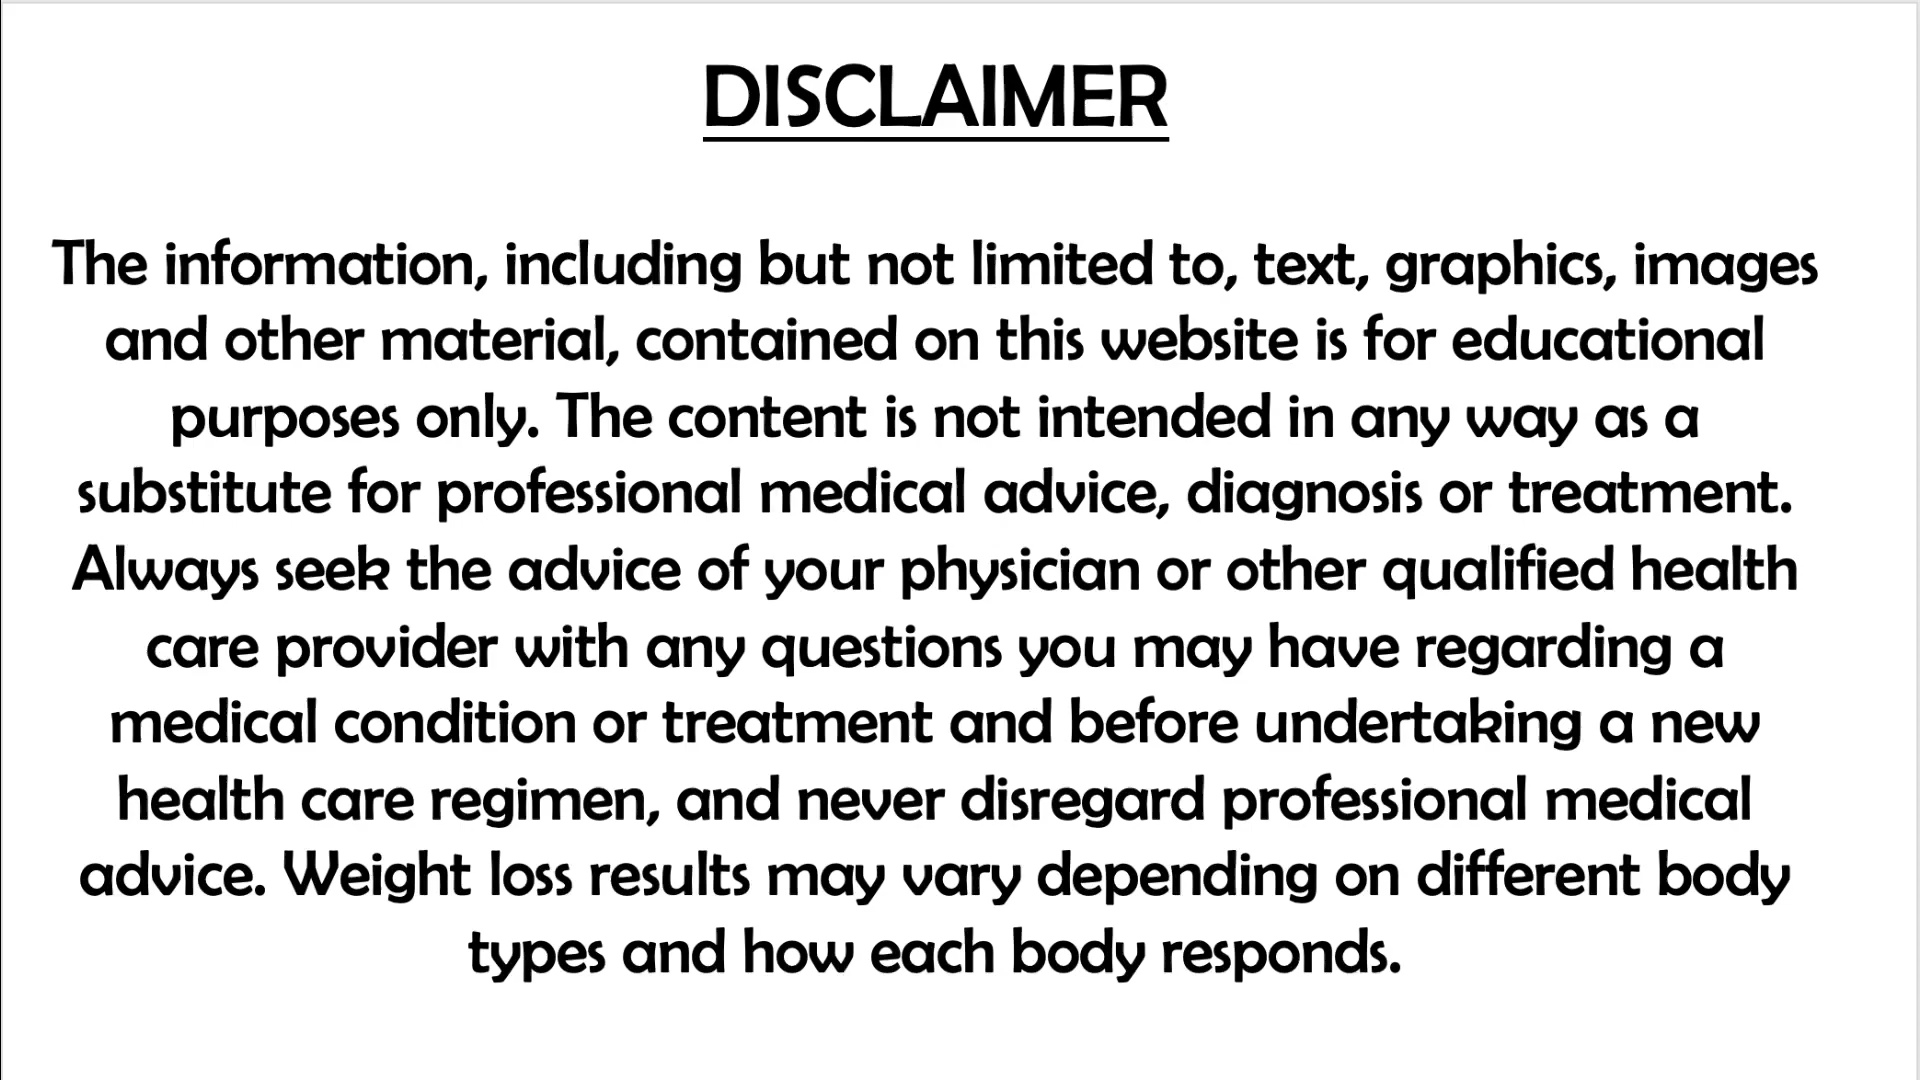 DISCLAIMER
The information, including but not limited to, text, graphics, images
and other material, contained on this website is for educational
purposes only. The content is not intended in any way as a
substitute for professional medical advice, diagnosis or treatment.
Always seek the advice of your physician or other qualified health
care provider with any questions you may have regarding a
medical condition or treatment and before undertaking a new
health care regimen, and never disregard professional medical
advice. Weight loss results may vary depending on different body
types and how each body responds.